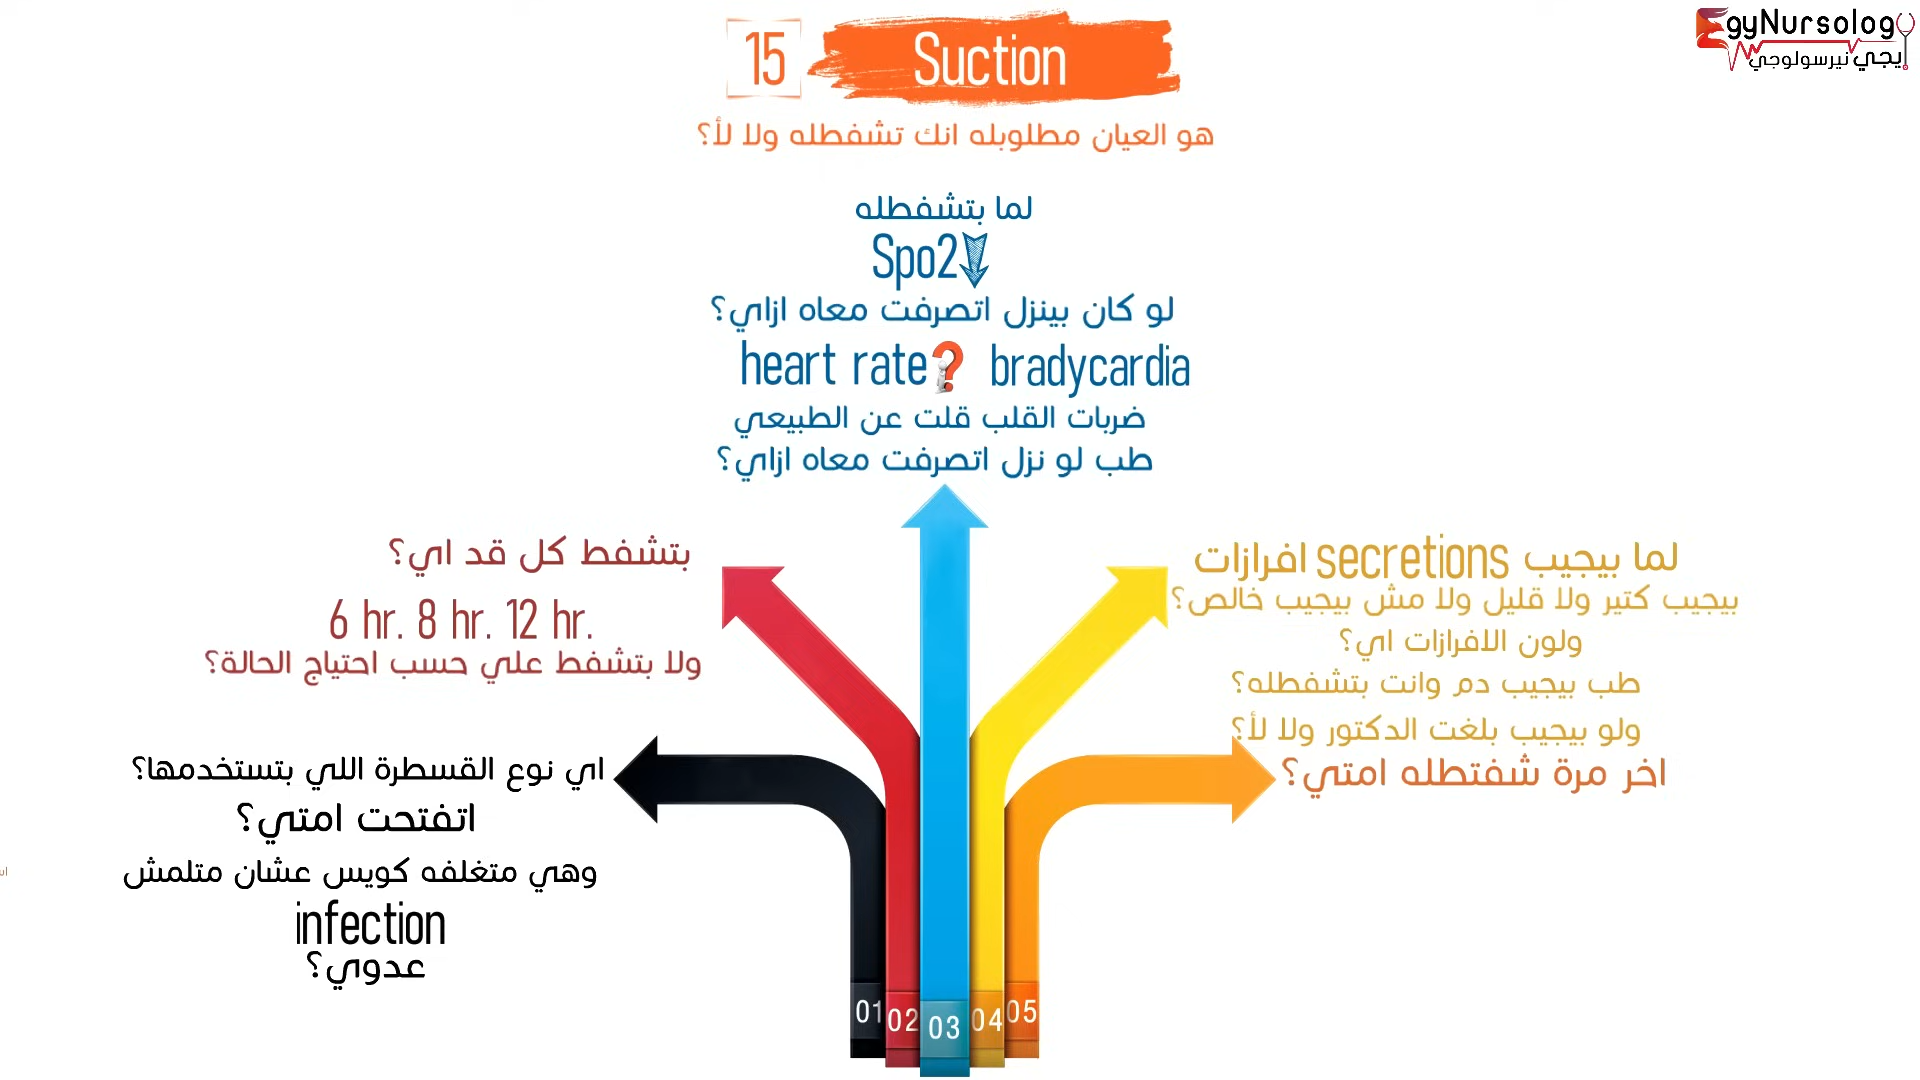 EgyNursology
إيجي نيرسولوجي
15 Suction
هو العيان مطلوبله انك تشفطله ولا لأ؟
لما بتشفطله
Spo2
لو كان بينزل اتصرفت معاه ازاي؟
heart rate? bradycardia
ضربات القلب قلت عن الطبيعي
طب لو نزل اتصرفت معاه ازاي؟
بتشفط كل قد اي؟
6 hr. 8 hr. 12 hr.
ولا بتشفط علي حسب احتياج الحالة؟
لما بيجيب secretions افرازات
بيجيب كتير ولا قليل ولا مش بيجيب خالص؟
ولون الافرازات اي؟
طب بيجيب دم وانت بتشفطله؟
ولو بيجيب بلغت الدكتور ولا لأ؟
اي نوع القسطرة اللي بتستخدمها؟
اتفتحت امتي؟
وهي متغلفه كويس عشان متلمش
infection
عدوي؟
اخر مرة شفتطله امتي؟
01 02 03 04 05